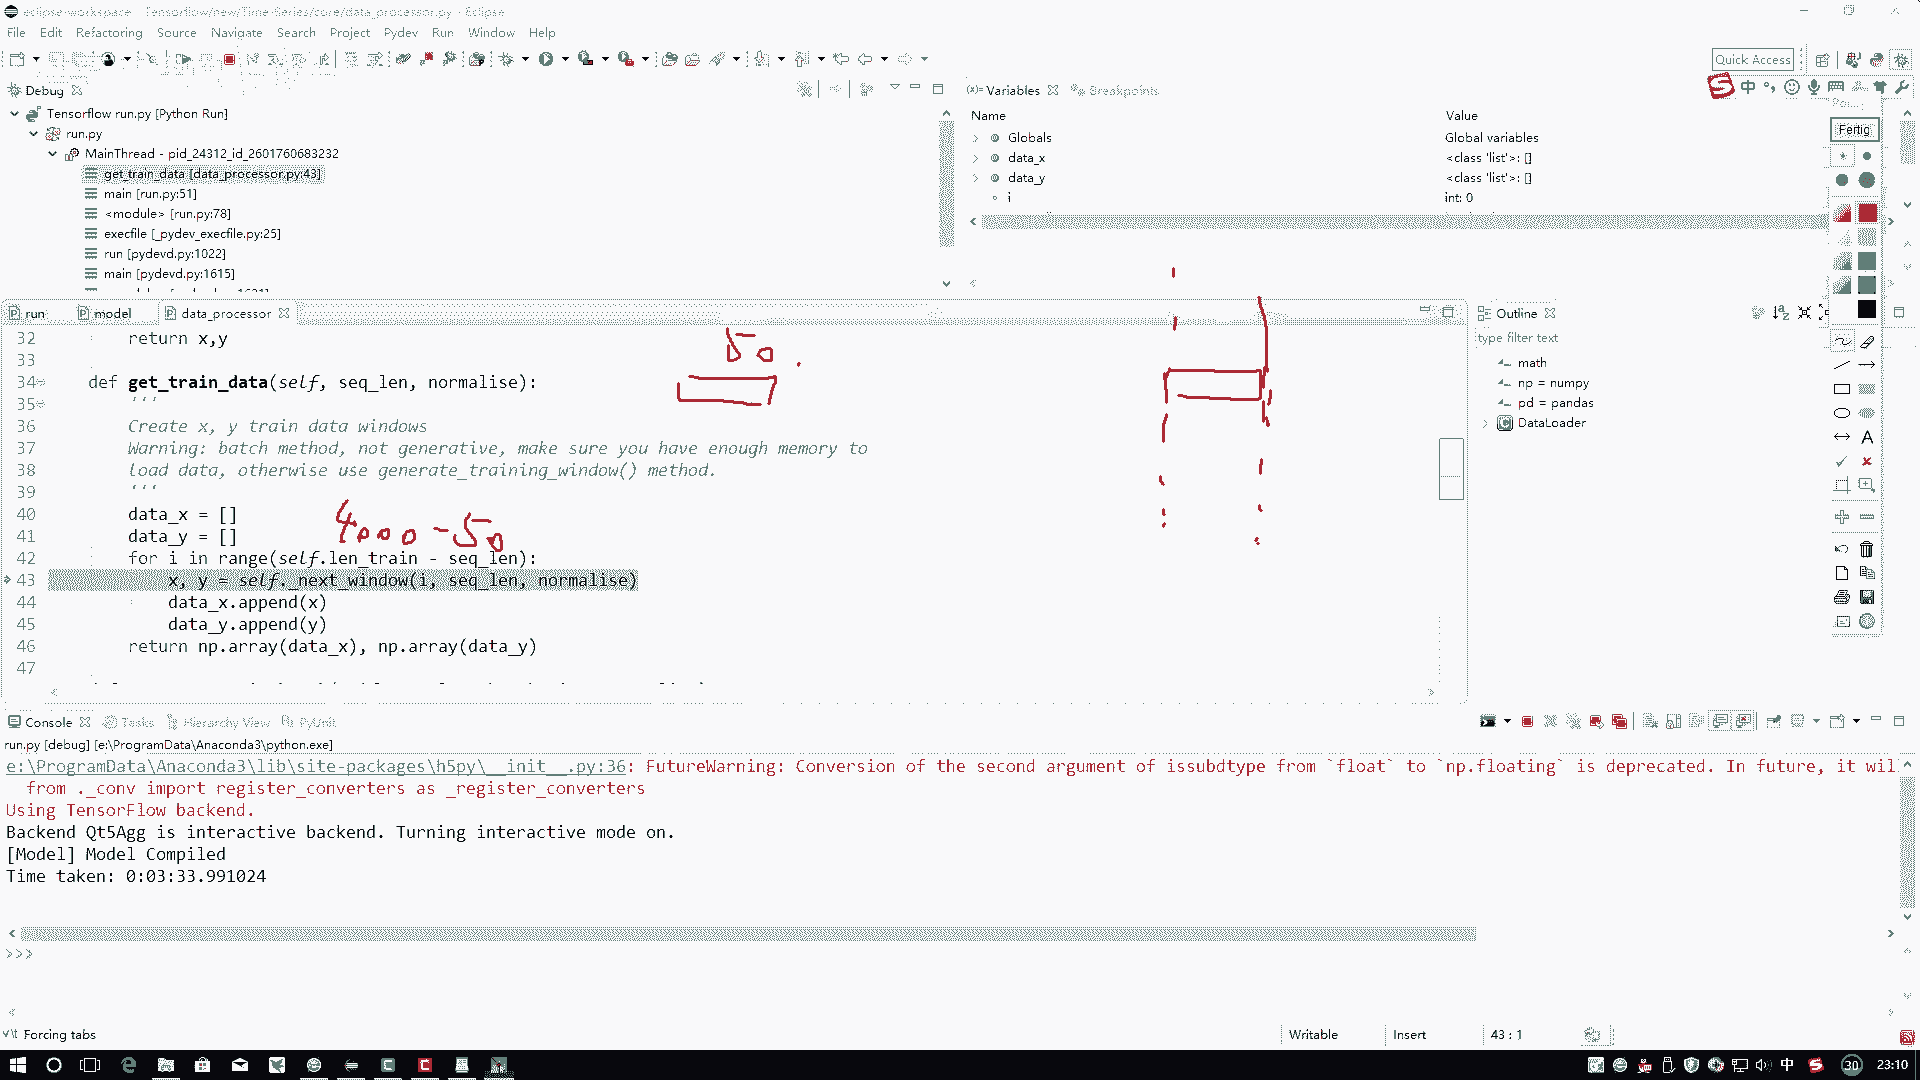 eclipse-workspace - Tensorflow/new/Time-Series/core/data_processor.py - Eclipse
File Edit Refactoring Source Navigate Search Project Pydev Run Window Help
Quick Access
Debug
Variables Breakpoints
中
Name Value
Fertig
Tensorflow run.py [Python Run]
run.py
MainThread - pid_24312_id_2601760683232
get_train_data [data_processor.py:43]
main [run.py:51]
<module> [run.py:78]
execfile [_pydev_execfile.py:25]
run [pydevd.py:1022]
main [pydevd.py:1615]
Globals Global variables
data_x <class 'list'>: []
data_y <class 'list'>: []
i int: 0
run model data_processor
Outline
type filter text
math
np = numpy
pd = pandas
DataLoader
50
4000-50
32 return x,y
33
34 def get_train_data(self, seq_len, normalise):
35 '''
36 Create x, y train data windows
37 Warning: batch method, not generative, make sure you have enough memory to
38 load data, otherwise use generate_training_window() method.
39 '''
40 data_x = []
41 data_y = []
42 for i in range(self.len_train - seq_len):
43 x, y = self._next_window(i, seq_len, normalise)
44 data_x.append(x)
45 data_y.append(y)
46 return np.array(data_x), np.array(data_y)
47
Console Tasks Hierarchy View PyUnit
run.py [debug] [e:\ProgramData\Anaconda3\python.exe]
e:\ProgramData\Anaconda3\lib\site-packages\h5py\__init__.py:36: FutureWarning: Conversion of the second argument of issubdtype from `float` to `np.floating` is deprecated. In future, it wil
from ._conv import register_converters as _register_converters
Using TensorFlow backend.
Backend Qt5Agg is interactive backend. Turning interactive mode on.
[Model] Model Compiled
Time taken: 0:03:33.991024
>>>
Forcing tabs Writable Insert 43 : 1
中 30 23:10